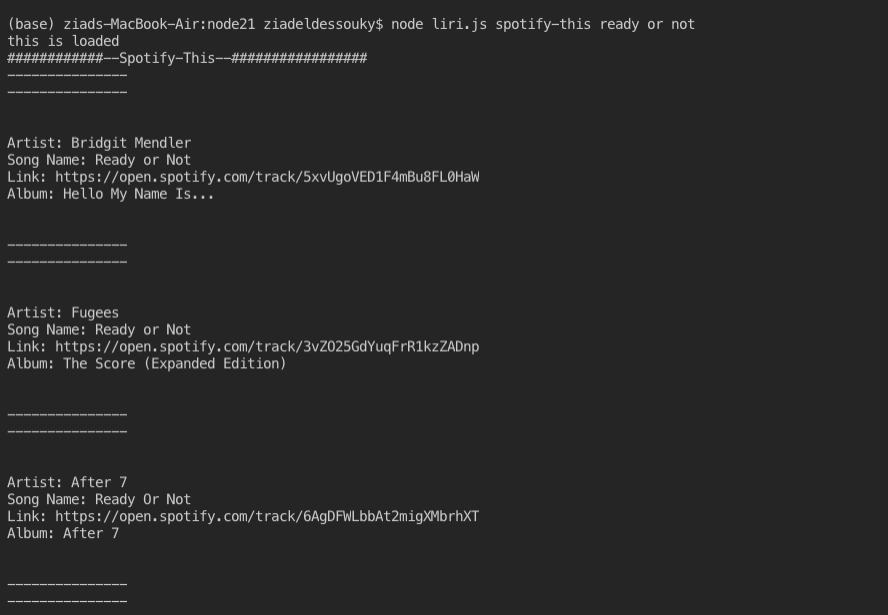 (base) ziads-MacBook-Air:node21 ziadeldessouky$ node liri.js spotify-this ready or not
this is loaded
############--Spotify-This--#################
---------------
---------------
Artist: Bridgit Mendler
Song Name: Ready or Not
Link: https://open.spotify.com/track/5xvUgoVED1F4mBu8FL0HaW
Album: Hello My Name Is...
---------------
---------------
Artist: Fugees
Song Name: Ready or Not
Link: https://open.spotify.com/track/3vZO25GdYuqFrR1kzZADnp
Album: The Score (Expanded Edition)
---------------
---------------
Artist: After 7
Song Name: Ready Or Not
Link: https://open.spotify.com/track/6AgDFWLbbAt2migXMbrhXT
Album: After 7
---------------
---------------